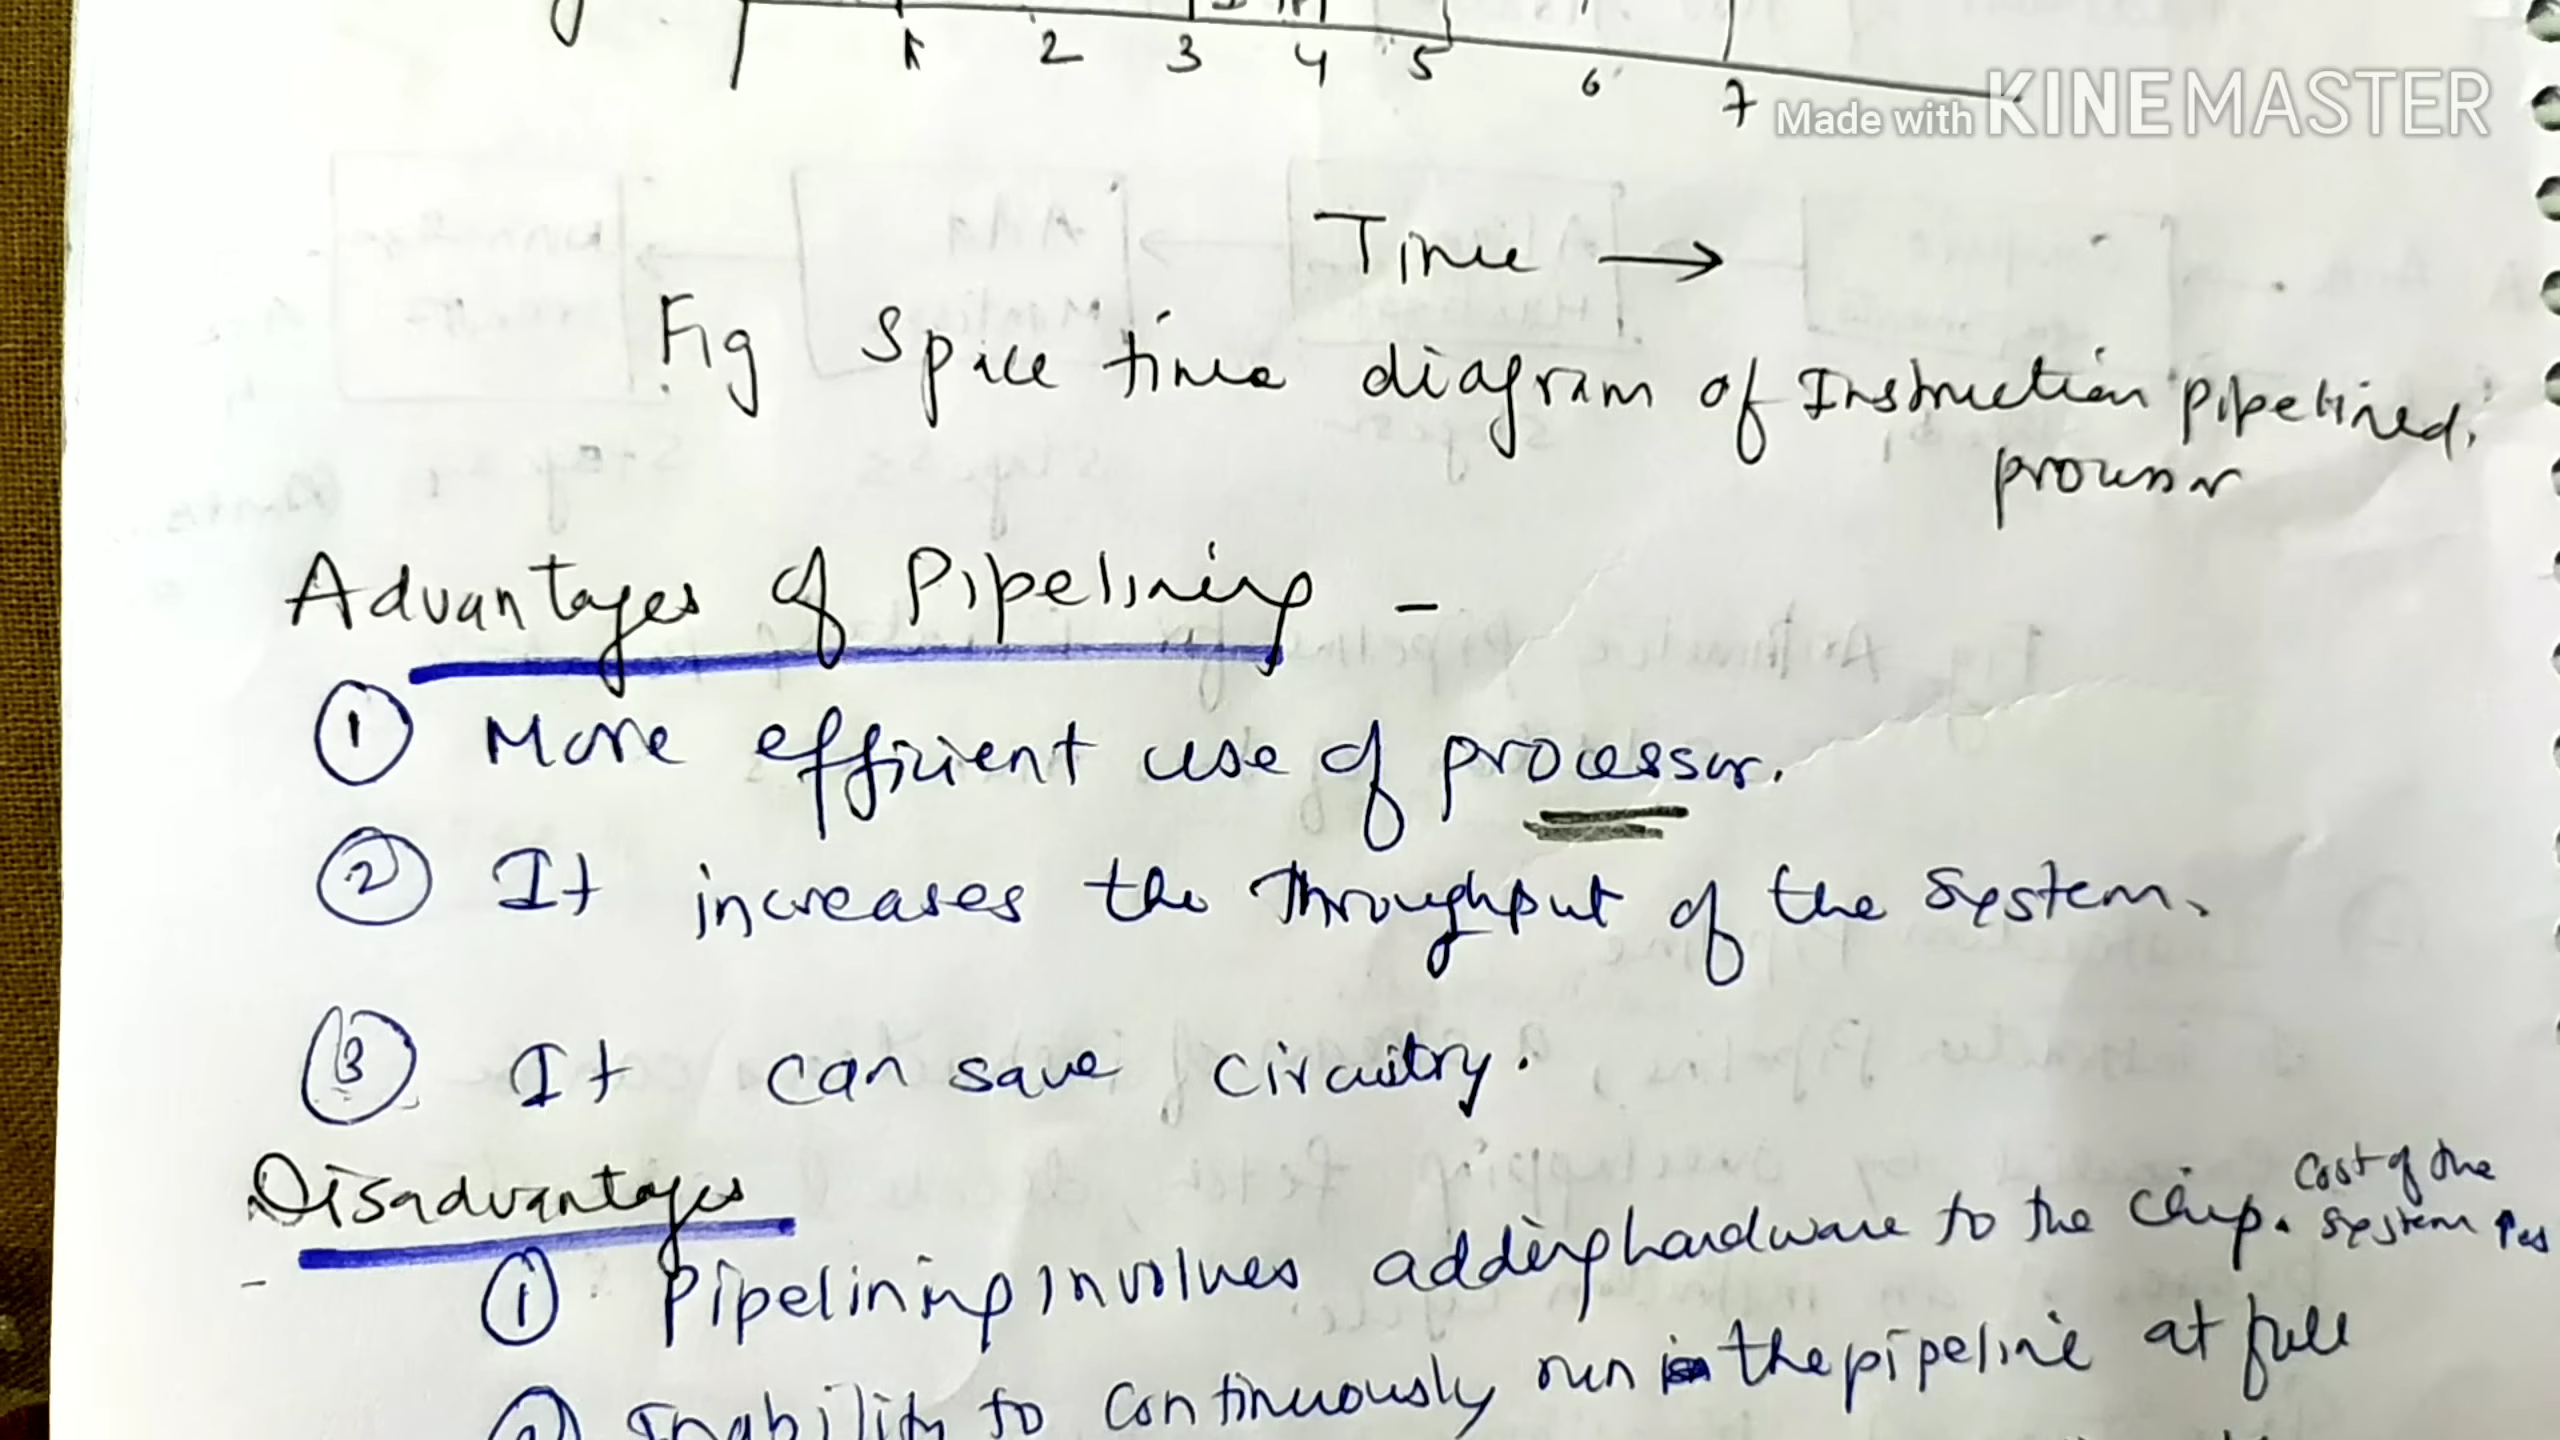 1 2 3 4 5 6 7
Made with KINEMASTER
Time →
Fig Space time diagram of Instruction pipelined.
processor
Advantages of Pipelining -
① More efficient use of processor.
② It increases the throughput of the system.
③ It can save circuitry.
Disadvantages
cost of the
① Pipelining involves adding hardware to the chip. system ↑es
② Inability to continuously run the pipeline at full